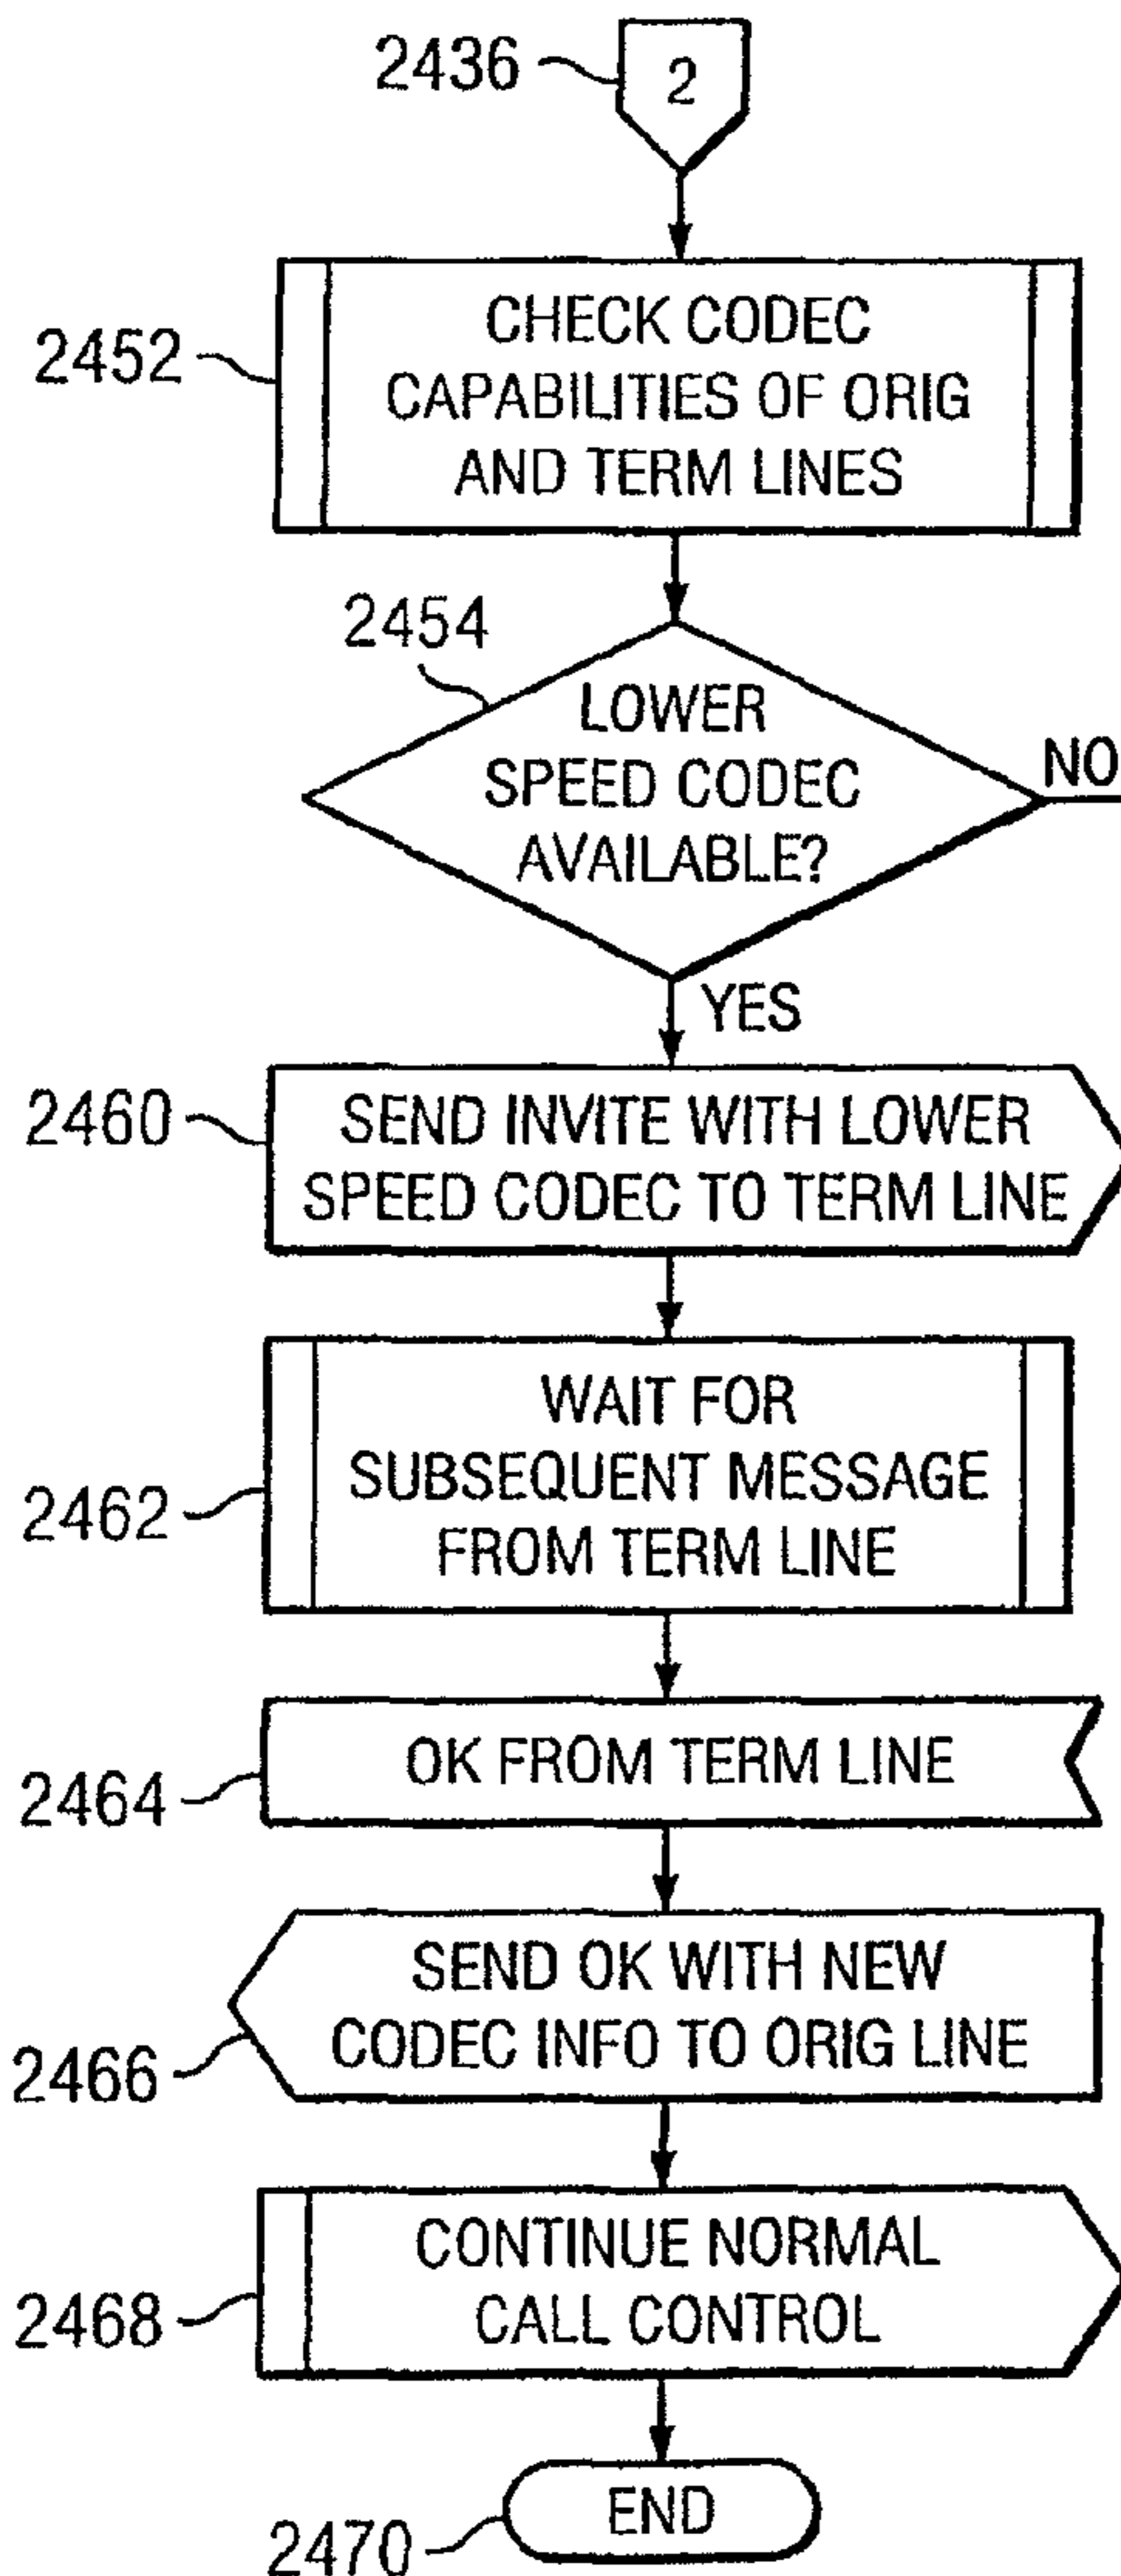 2436
2
2452
CHECK CODEC
CAPABILITIES OF ORIG
AND TERM LINES
2454
LOWER
SPEED CODEC
AVAILABLE?
NO
YES
2460
SEND INVITE WITH LOWER
SPEED CODEC TO TERM LINE
2462
WAIT FOR
SUBSEQUENT MESSAGE
FROM TERM LINE
2464
OK FROM TERM LINE
2466
SEND OK WITH NEW
CODEC INFO TO ORIG LINE
2468
CONTINUE NORMAL
CALL CONTROL
2470
END